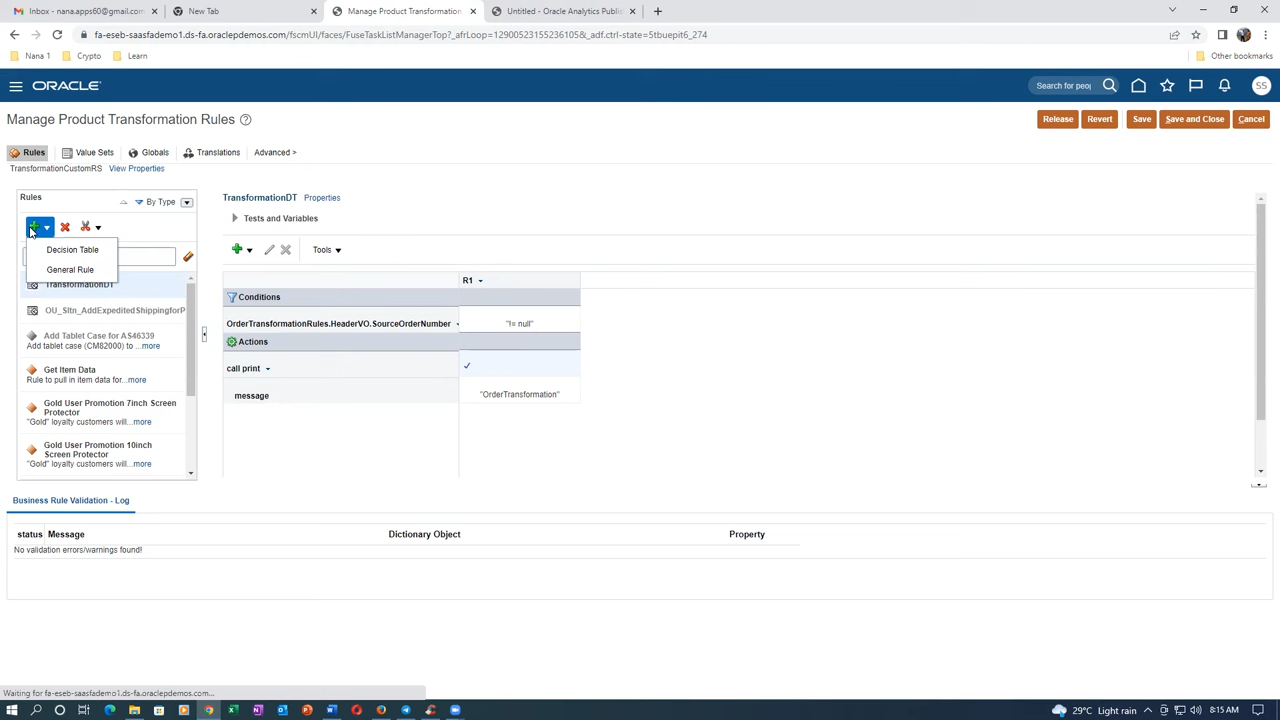 Inbox - nana.apps60@gmail.com
New Tab
Manage Product Transformation
Untitled - Oracle Analytics Publis
fa-eseb-saasfademo1.ds-fa.oraclepdemos.com/fscmUI/faces/FuseTaskListManagerTop?_afrLoop=12900523155236105&_adf.ctrl-state=5tbuepit6_274
Nana 1
Crypto
Learn
Other bookmarks
ORACLE
Search for peop
SS
Manage Product Transformation Rules
Release
Revert
Save
Save and Close
Cancel
Rules
Value Sets
Globals
Translations
Advanced >
TransformationCustomRS View Properties
Rules
By Type
Decision Table
General Rule
TransformationDT
OU_Sltn_AddExpeditedShippingforP
Add Tablet Case for AS46339
Add tablet case (CM82000) to ...more
Get Item Data
Rule to pull in item data for...more
Gold User Promotion 7inch Screen
Protector
"Gold" loyalty customers will...more
Gold User Promotion 10inch
Screen Protector
"Gold" loyalty customers will...more
TransformationDT Properties
Tests and Variables
Tools
R1
Conditions
OrderTransformationRules.HeaderVO.SourceOrderNumber
"!= null"
Actions
call print
message
"OrderTransformation"
Business Rule Validation - Log
status Message Dictionary Object Property
No validation errors/warnings found!
Waiting for fa-eseb-saasfademo1.ds-fa.oraclepdemos.com...
29°C Light rain
8:15 AM